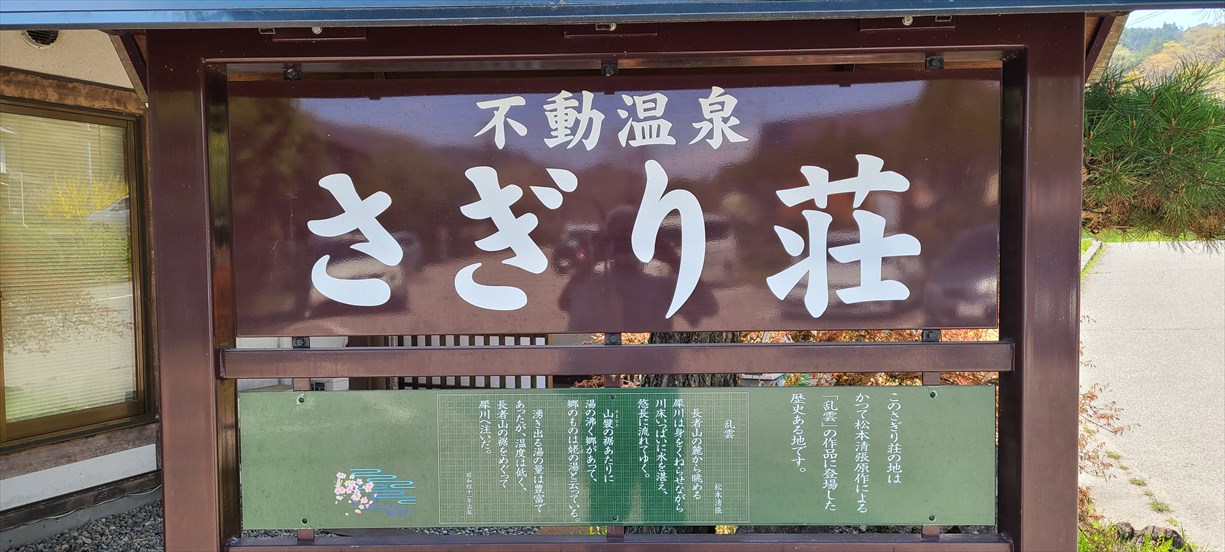 不動温泉
さぎり荘
このさぎり荘の地は
かつて松本清張原作による
「乱雲」の作品に登場した
歴史ある地です。
乱雲
松本清張
長者山の麓から眺める
犀川は身をくねらせながら
川床いっぱいに水を湛え、
悠長に流れてゆく。
山襞の裾あたりに
湯の沸く郷があって、
郷のものは姥の湯と云っている。
湧き出る湯の量は豊富で
あったが、温度は低く、
長者山の裾をめぐって
犀川へ注いだ。